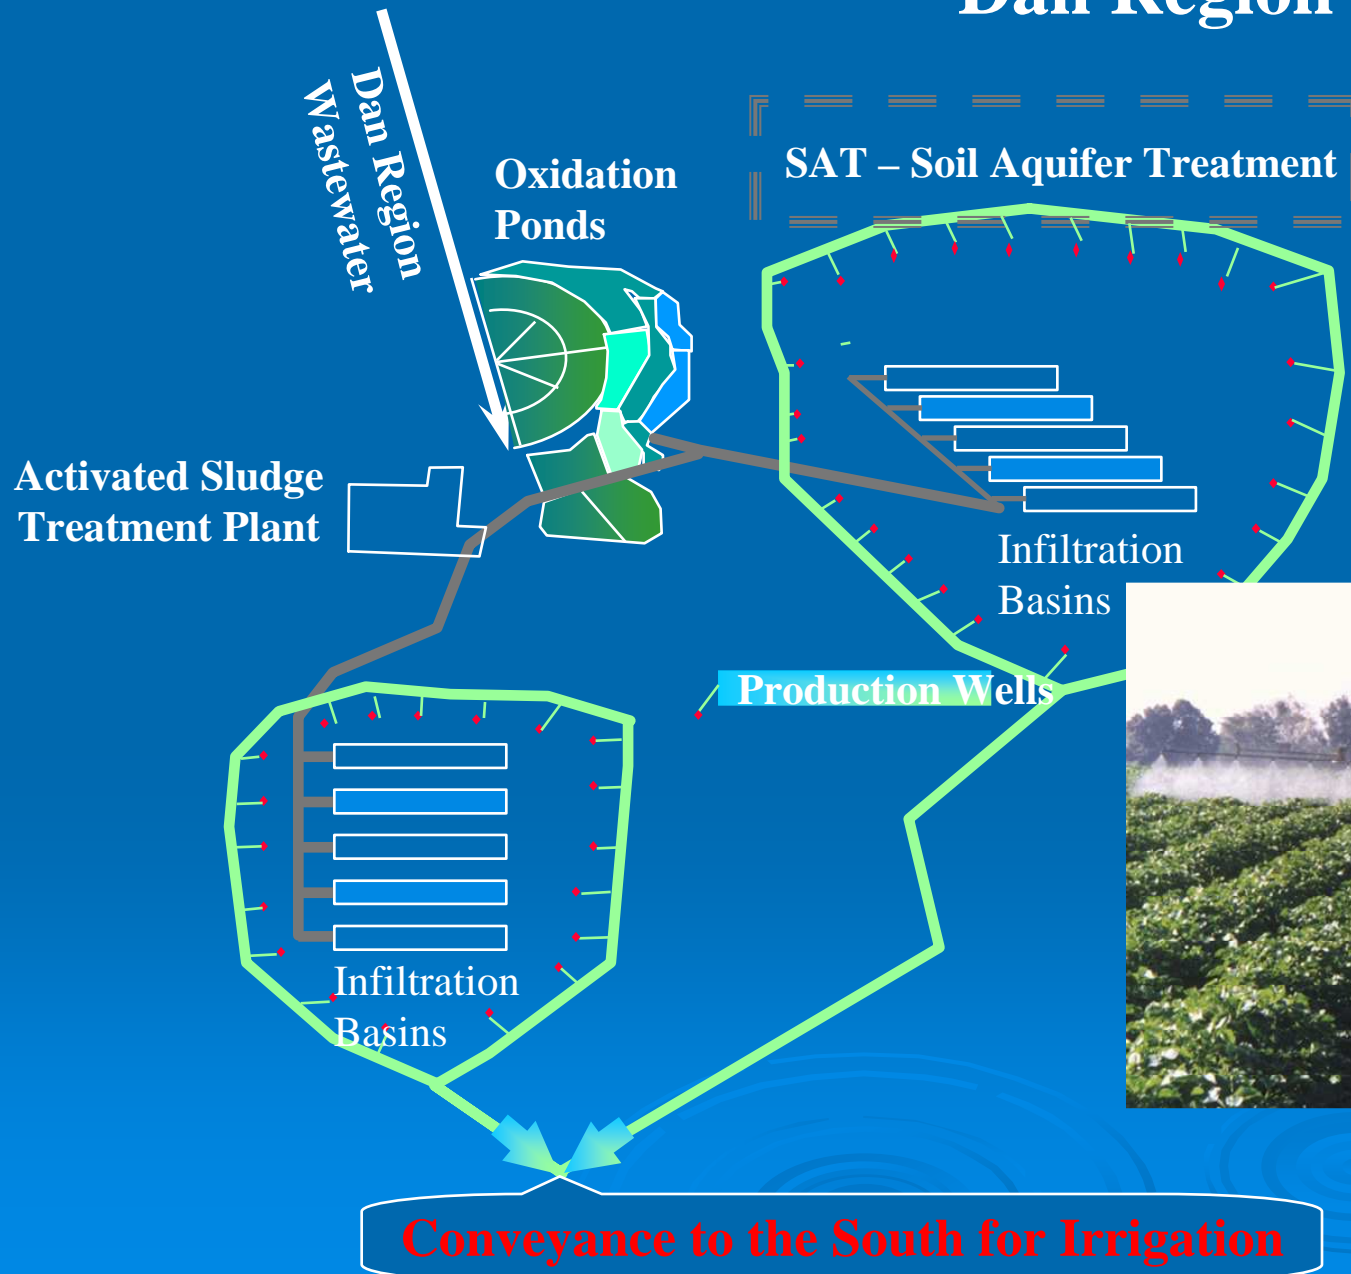 Dan Region
Dan Region
Wastewater
Oxidation
Ponds
SAT – Soil Aquifer Treatment
Activated Sludge
Treatment Plant
Infiltration
Basins
Production Wells
Infiltration
Basins
Conveyance to the South for Irrigation